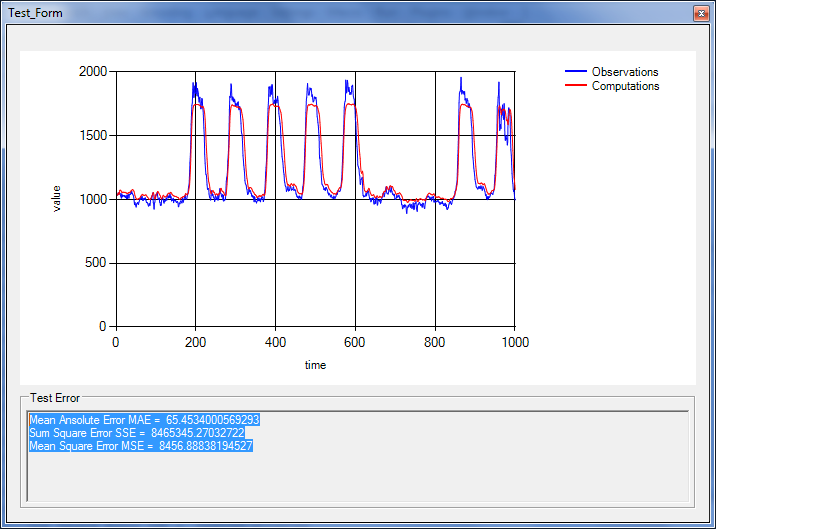 Test_Form
2000
1500
1000
500
0
value
0 200 400 600 800 1000
time
Observations
Computations
Test Error
Mean Ansolute Error MAE = 65.4534000569293
Sum Square Error SSE = 8465345.27032722
Mean Square Error MSE = 8456.88838194527